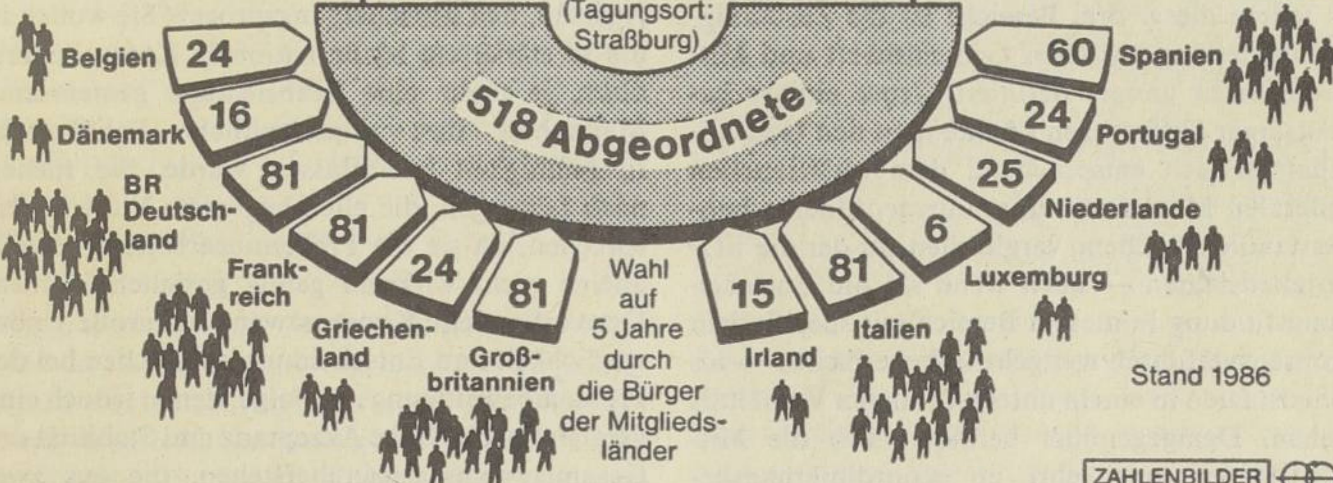 (Tagungsort:
Straßburg)
518 Abgeordnete
Belgien 24
Dänemark 16
BR
Deutsch-
land
81
Frank-
reich
81
Griechen-
land
24
Groß-
britannien
81
Wahl
auf
5 Jahre
durch
die Bürger
der Mitglieds-
länder
15
Irland
81
Italien
6
Luxemburg
25
Niederlande
24
Portugal
60 Spanien
Stand 1986
ZAHLENBILDER